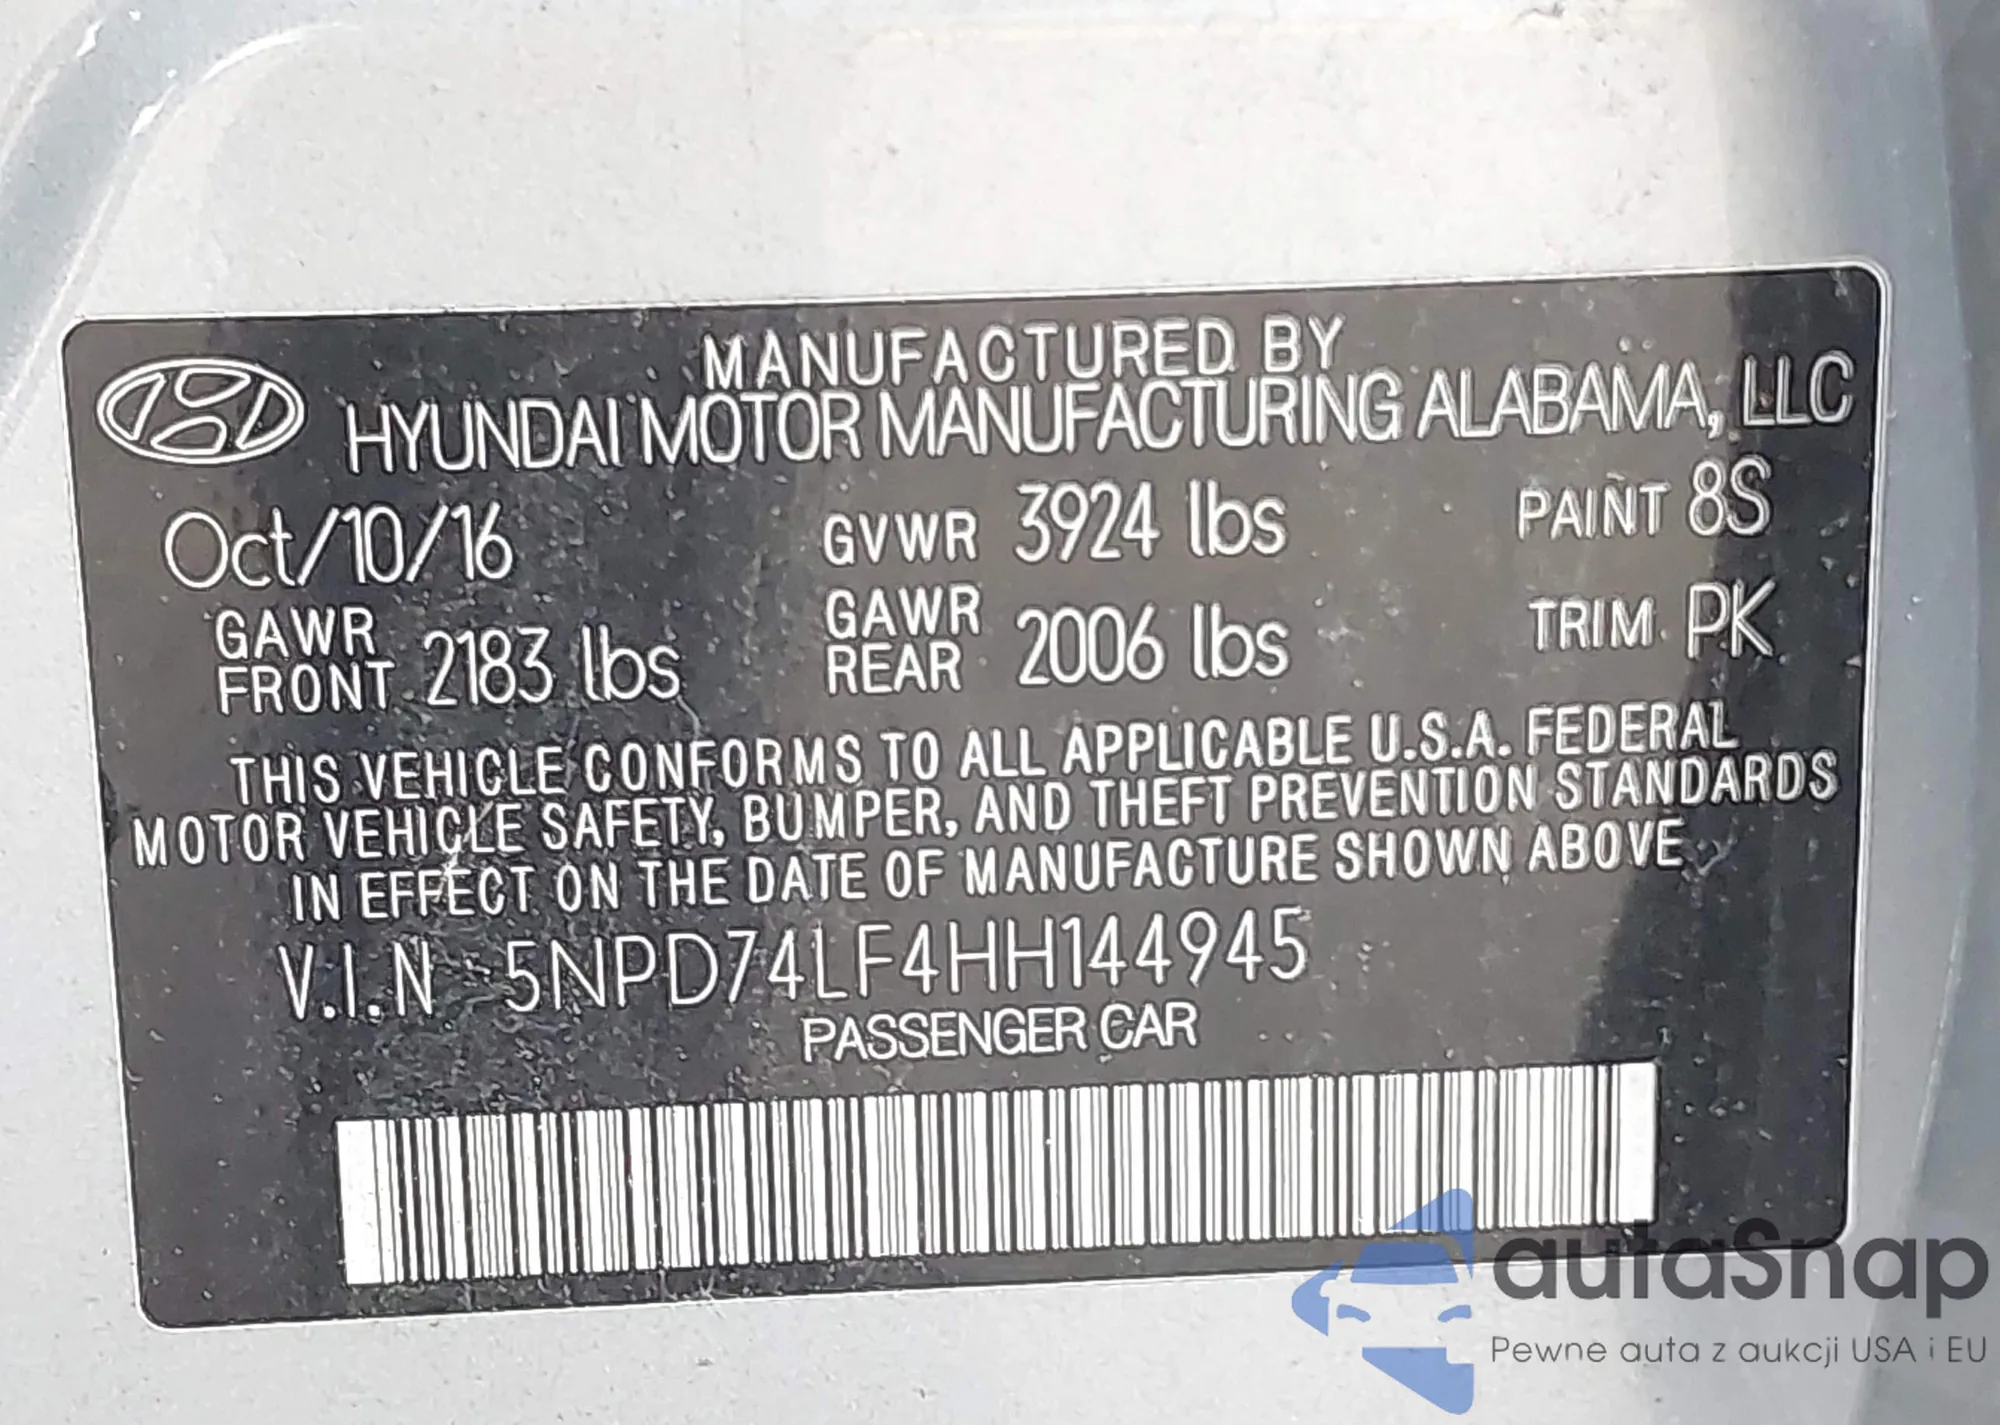 MANUFACTURED BY
HYUNDAI MOTOR MANUFACTURING ALABAMA, LLC
Oct/10/16 GVWR 3924 lbs PAINT 8S
GAWR FRONT 2183 lbs GAWR REAR 2006 lbs TRIM PK
THIS VEHICLE CONFORMS TO ALL APPLICABLE U.S.A. FEDERAL
MOTOR VEHICLE SAFETY, BUMPER, AND THEFT PREVENTION STANDARDS
IN EFFECT ON THE DATE OF MANUFACTURE SHOWN ABOVE
V.I.N 5NPD74LF4HH144945
PASSENGER CAR
autaSnap
Pewne auta z aukcji USA i EU